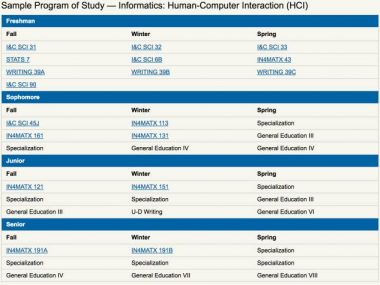 Sample Program of Study — Informatics: Human-Computer Interaction (HCI)
Freshman
Fall Winter Spring
I&C SCI 31 I&C SCI 32 I&C SCI 33
STATS 7 I&C SCI 6B IN4MATX 43
WRITING 39A WRITING 39B WRITING 39C
I&C SCI 90
Sophomore
Fall Winter Spring
I&C SCI 45J IN4MATX 113 Specialization
IN4MATX 161 IN4MATX 131 General Education III
Specialization General Education IV General Education IV
Junior
Fall Winter Spring
IN4MATX 121 IN4MATX 151 Specialization
Specialization Specialization General Education III
General Education III U-D Writing General Education VI
Senior
Fall Winter Spring
IN4MATX 191A IN4MATX 191B Specialization
Specialization Specialization Specialization
General Education IV General Education VII General Education VIII